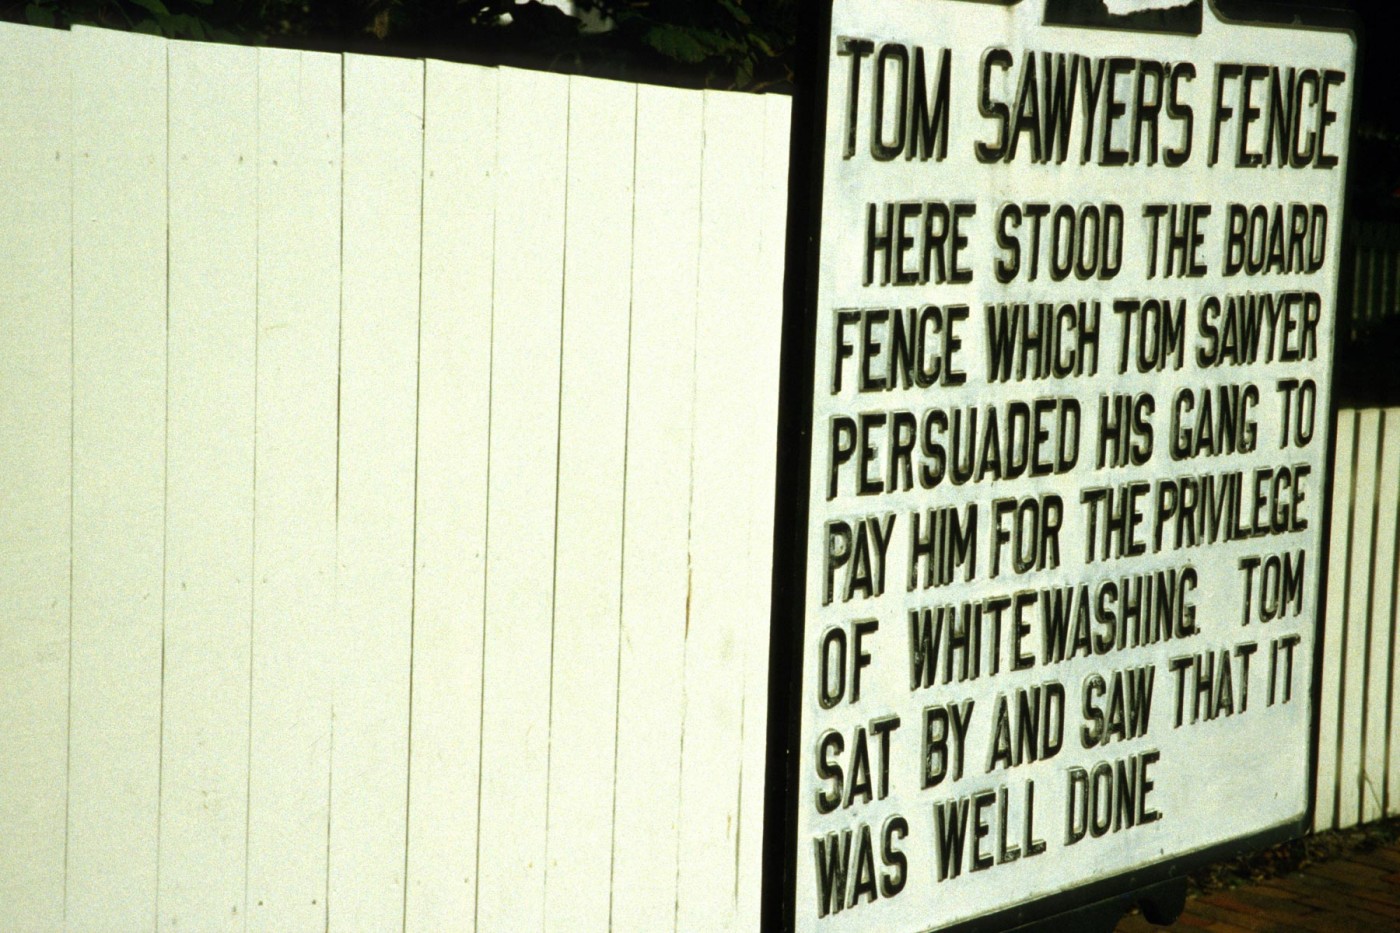 TOM SAWYER'S FENCE
HERE STOOD THE BOARD
FENCE WHICH TOM SAWYER
PERSUADED HIS GANG TO
PAY HIM FOR THE PRIVILEGE
OF WHITEWASHING. TOM
SAT BY AND SAW THAT IT
WAS WELL DONE.